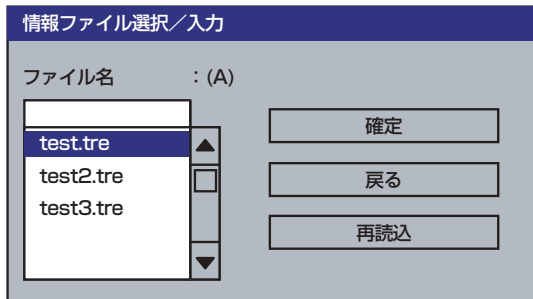 情報ファイル選択／入力
ファイル名 : (A)
test.tre
test2.tre
test3.tre
確定
戻る
再読込